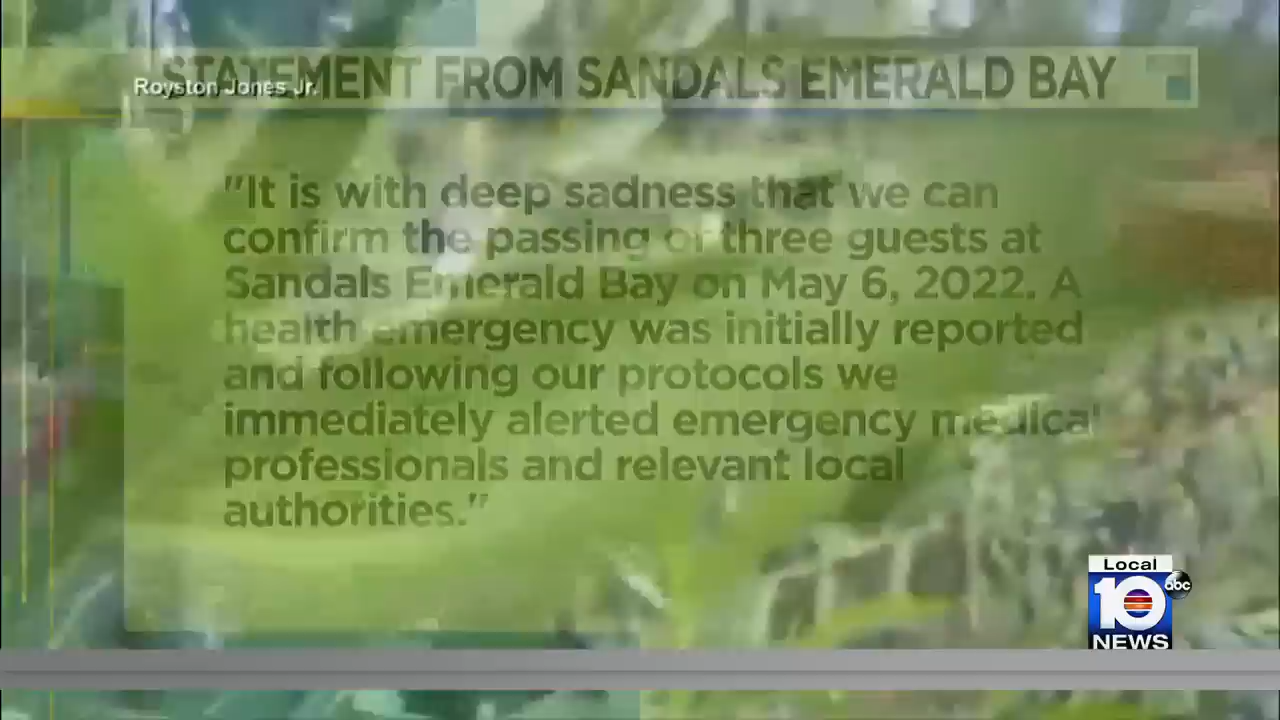 STATEMENT FROM SANDALS EMERALD BAY
Royston Jones Jr.
"It is with deep sadness that we can
confirm the passing of three guests at
Sandals Emerald Bay on May 6, 2022. A
health emergency was initially reported
and following our protocols we
immediately alerted emergency medical
professionals and relevant local
authorities."
Local
10
abc
NEWS